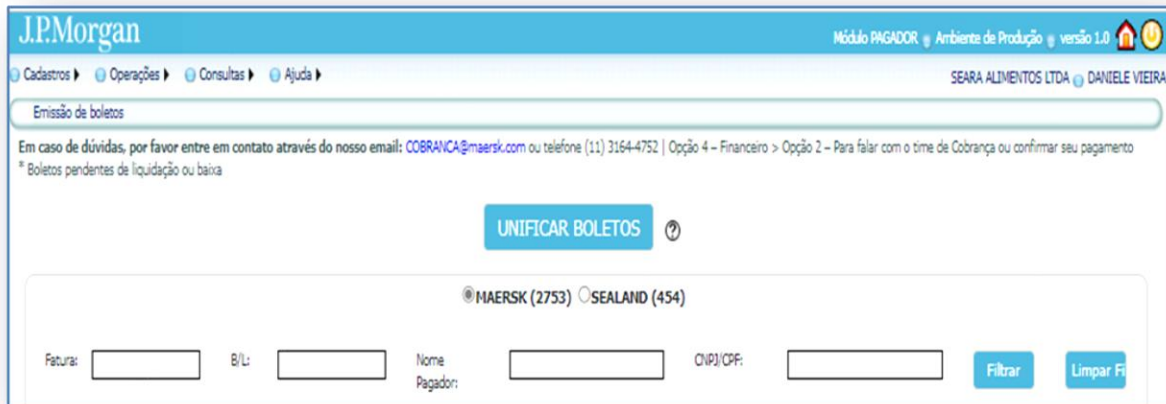 J.P.Morgan
Módulo PAGADOR Ambiente de Produção versão 1.0
Cadastros Operações Consultas Ajuda
SEARA ALIMENTOS LTDA DANIELE VIEIRA
Emissão de boletos
Em caso de dúvidas, por favor entre em contato através do nosso email: COBRANCA@maersk.com ou telefone (11) 3164-4752 | Opção 4 – Financeiro > Opção 2 – Para falar com o time de Cobrança ou confirmar seu pagamento
* Boletos pendentes de liquidação ou baixa
UNIFICAR BOLETOS ?
MAERSK (2753) SEALAND (454)
Fatura: B/L: Nome Pagador: CNPJ/CPF: Filtrar Limpar Fi